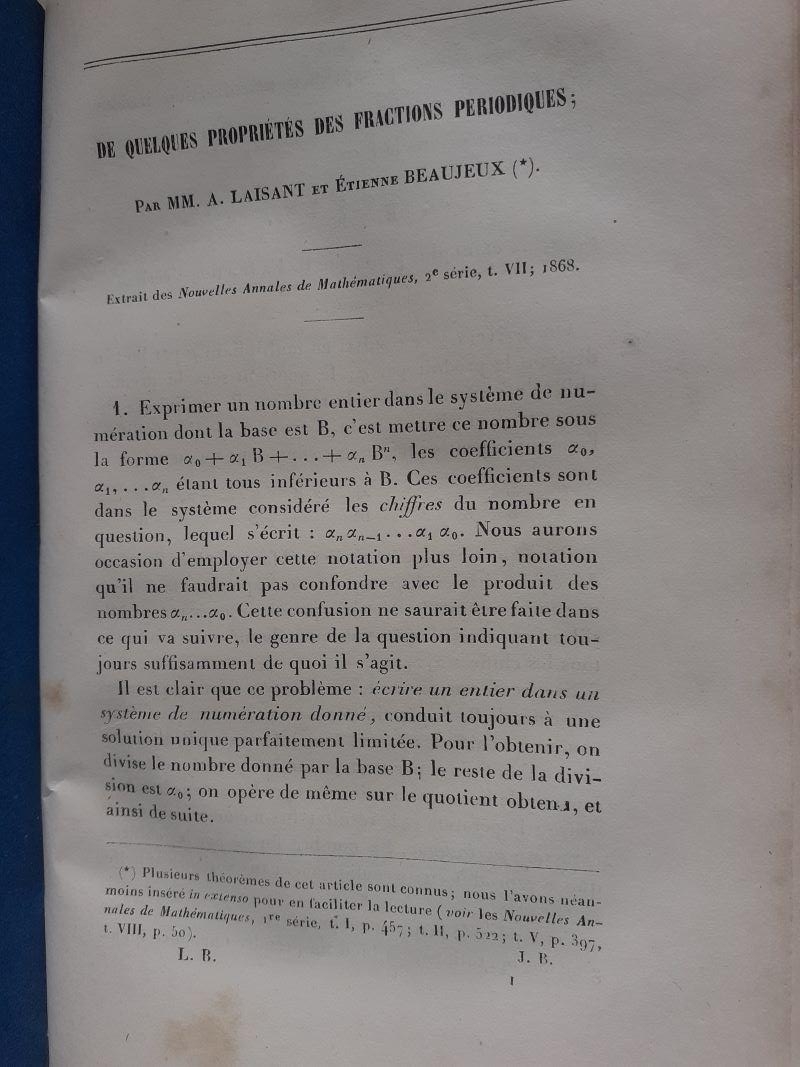 DE QUELQUES PROPRIÉTÉS DES FRACTIONS PERIODIQUES;
PAR MM. A. LAISANT ET ÉTIENNE BEAUJEUX (*).
Extrait des Nouvelles Annales de Mathématiques, 2e série, t. VII; 1868.
1. Exprimer un nombre entier dans le système de nu-
mération dont la base est B, c'est mettre ce nombre sous
la forme α₀ + α₁ B + ... + αₙ Bⁿ, les coefficients α₀,
α₁, ... αₙ étant tous inférieurs à B. Ces coefficients sont
dans le système considéré les chiffres du nombre en
question, lequel s'écrit : αₙ αₙ₋₁ ... α₁ α₀. Nous aurons
occasion d'employer cette notation plus loin, notation
qu'il ne faudrait pas confondre avec le produit des
nombres αₙ...α₀. Cette confusion ne saurait être faite dans
ce qui va suivre, le genre de la question indiquant tou-
jours suffisamment de quoi il s'agit.
Il est clair que ce problème : écrire un entier dans un
système de numération donné, conduit toujours à une
solution unique parfaitement limitée. Pour l'obtenir, on
divise le nombre donné par la base B; le reste de la divi-
sion est α₀; on opère de même sur le quotient obtenu, et
ainsi de suite.
(*) Plusieurs théorèmes de cet article sont connus; nous l'avons néan-
moins inséré in extenso pour en faciliter la lecture (voir les Nouvelles An-
nales de Mathématiques, 1re série, t. I, p. 457; t. II, p. 522; t. V, p. 397,
t. VIII, p. 50).
L. B. J. B.
1